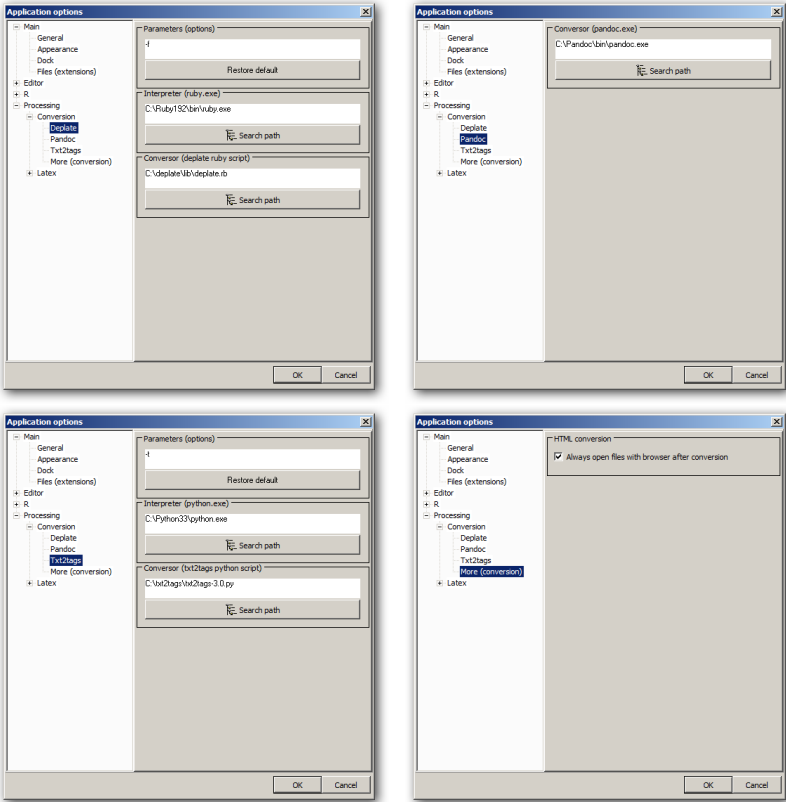 Application options
Main
General
Appearance
Dock
Files (extensions)
Editor
R
Processing
Conversion
Deplate
Pandoc
Txt2tags
More (conversion)
Latex
Parameters (options)
-f
Restore default
Interpreter (ruby.exe)
C:\Ruby192\bin\ruby.exe
Search path
Conversor (deplate ruby script)
C:\deplate\lib\deplate.rb
Search path
OK Cancel
Application options
Main
General
Appearance
Dock
Files (extensions)
Editor
R
Processing
Conversion
Deplate
Pandoc
Txt2tags
More (conversion)
Latex
Conversor (pandoc.exe)
C:\Pandoc\bin\pandoc.exe
Search path
OK Cancel
Application options
Main
General
Appearance
Dock
Files (extensions)
Editor
R
Processing
Conversion
Deplate
Pandoc
Txt2tags
More (conversion)
Latex
Parameters (options)
-t
Restore default
Interpreter (python.exe)
C:\Python33\python.exe
Search path
Conversor (txt2tags python script)
C:\txt2tags\txt2tags-3.0.py
Search path
OK Cancel
Application options
Main
General
Appearance
Dock
Files (extensions)
Editor
R
Processing
Conversion
Deplate
Pandoc
Txt2tags
More (conversion)
Latex
HTML conversion
Always open files with browser after conversion
OK Cancel